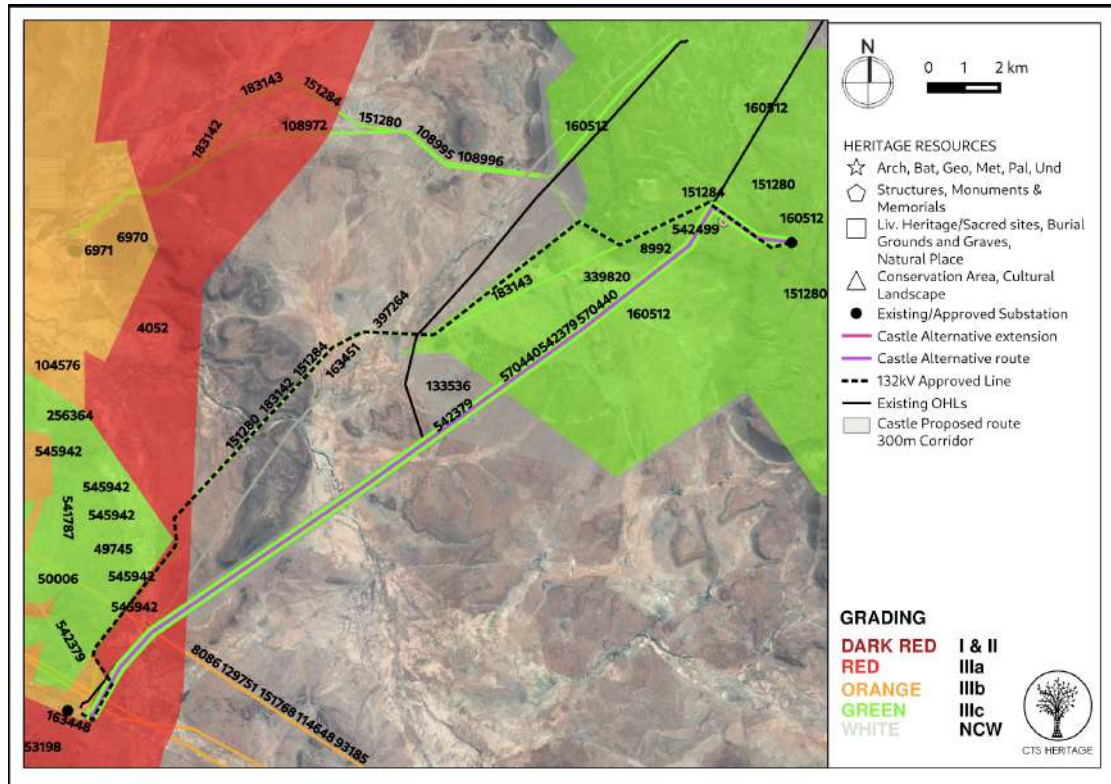 183143
151284
151280
108972
183142
108995
108996
160512
160512
6970
6971
151284
151280
160512
542499
8992
151280
339820
183143
160512
4052
397264
151284
163451
183142
151280
570440
542379
570440
133536
542379
104576
256364
545942
545942
541787
545942
49745
50006
545942
545942
542379
8086 129751 151768 114648 93185
163448
53198
N
0 1 2 km
HERITAGE RESOURCES
Arch, Bat, Geo, Met, Pal, Und
Structures, Monuments &
Memorials
Liv. Heritage/Sacred sites, Burial
Grounds and Graves,
Natural Place
Conservation Area, Cultural
Landscape
Existing/Approved Substation
Castle Alternative extension
Castle Alternative route
132kV Approved Line
Existing OHLs
Castle Proposed route
300m Corridor
GRADING
DARK RED I & II
RED IIIa
ORANGE IIIb
GREEN IIIc
WHITE NCW
CTS HERITAGE